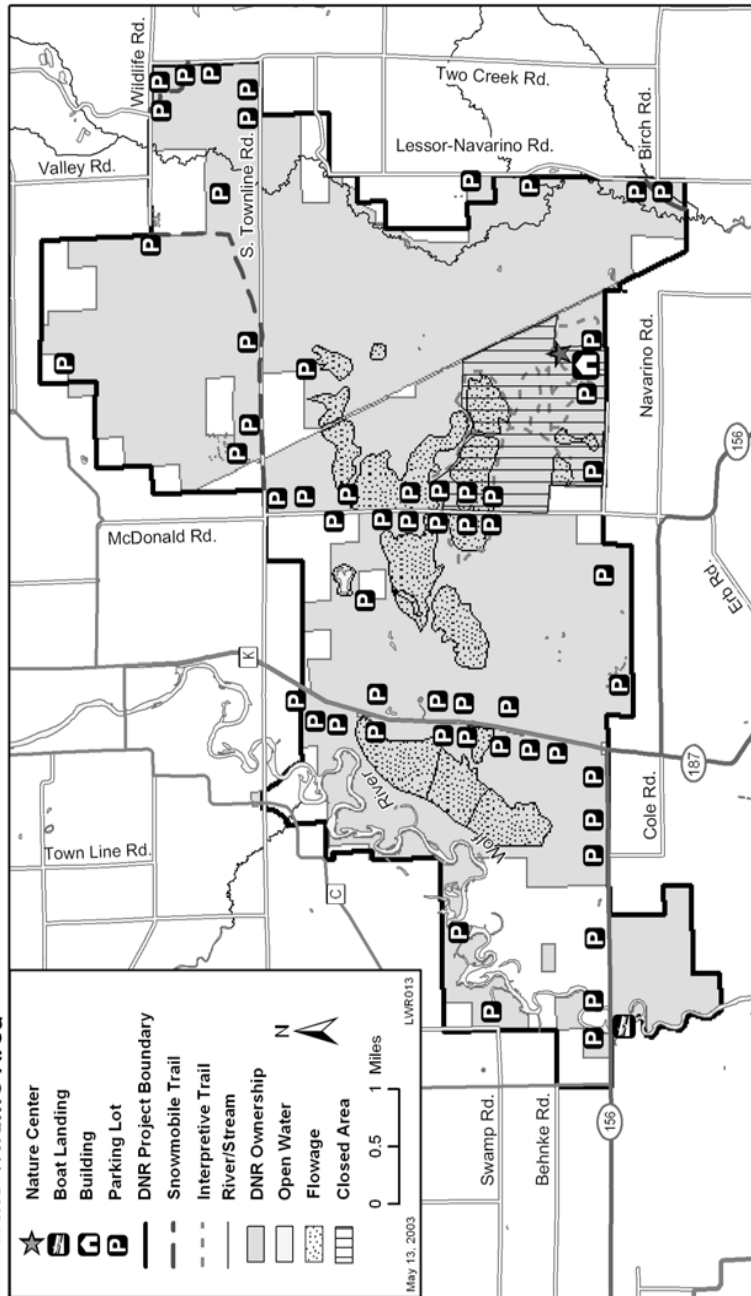 Nature Center
Boat Landing
Building
P Parking Lot
DNR Project Boundary
Snowmobile Trail
Interpretive Trail
River/Stream
DNR Ownership
Open Water
Flowage
Closed Area
N
0 0.5 1 Miles
May 13, 2003
LWR013
Town Line Rd.
C
K
McDonald Rd.
Valley Rd.
Wildlife Rd.
S. Townline Rd.
Two Creek Rd.
Lessor-Navarino Rd.
Birch Rd.
Swamp Rd.
Behnke Rd.
Wolf
River
156
Cole Rd.
187
Erb Rd.
Navarino Rd.
156